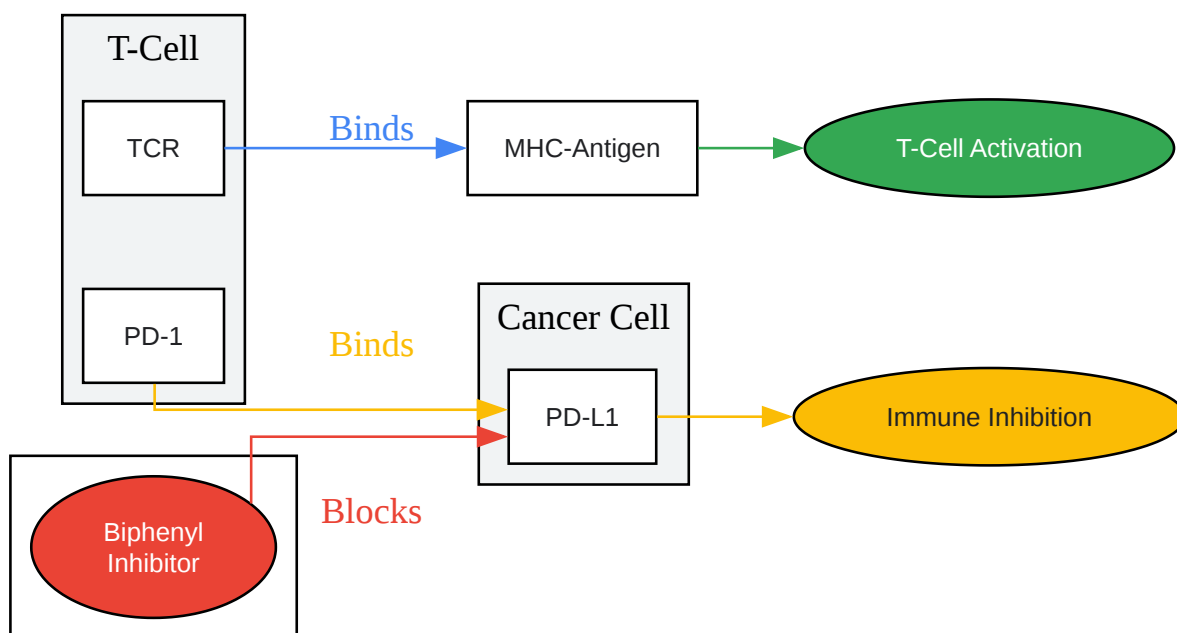 T-Cell
TCR
Binds
MHC-Antigen
T-Cell Activation
PD-1
Binds
Cancer Cell
PD-L1
Immune Inhibition
Biphenyl
Inhibitor
Blocks